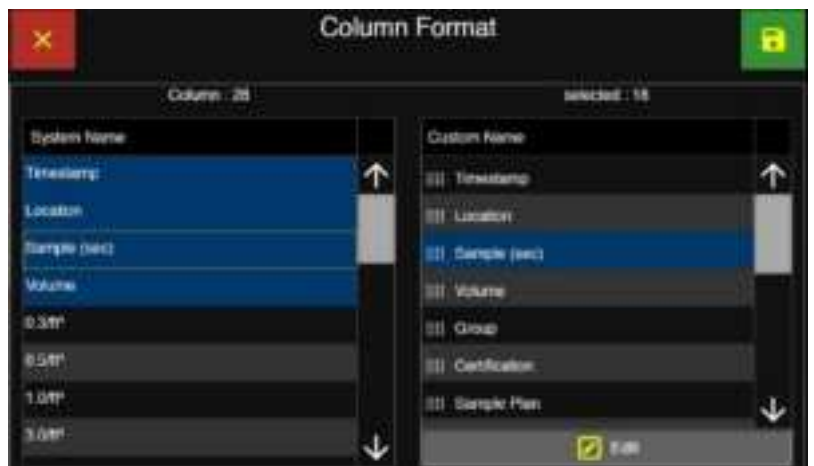 Column Format
Column : 28
selected : 18
System Name
Timestamp
Location
Sample (sec)
Volume
0.3/ft³
0.5/ft³
1.0/ft³
3.0/ft³
Custom Name
Timestamp
Location
Sample (sec)
Volume
Group
Certification
Sample Plan
Edit